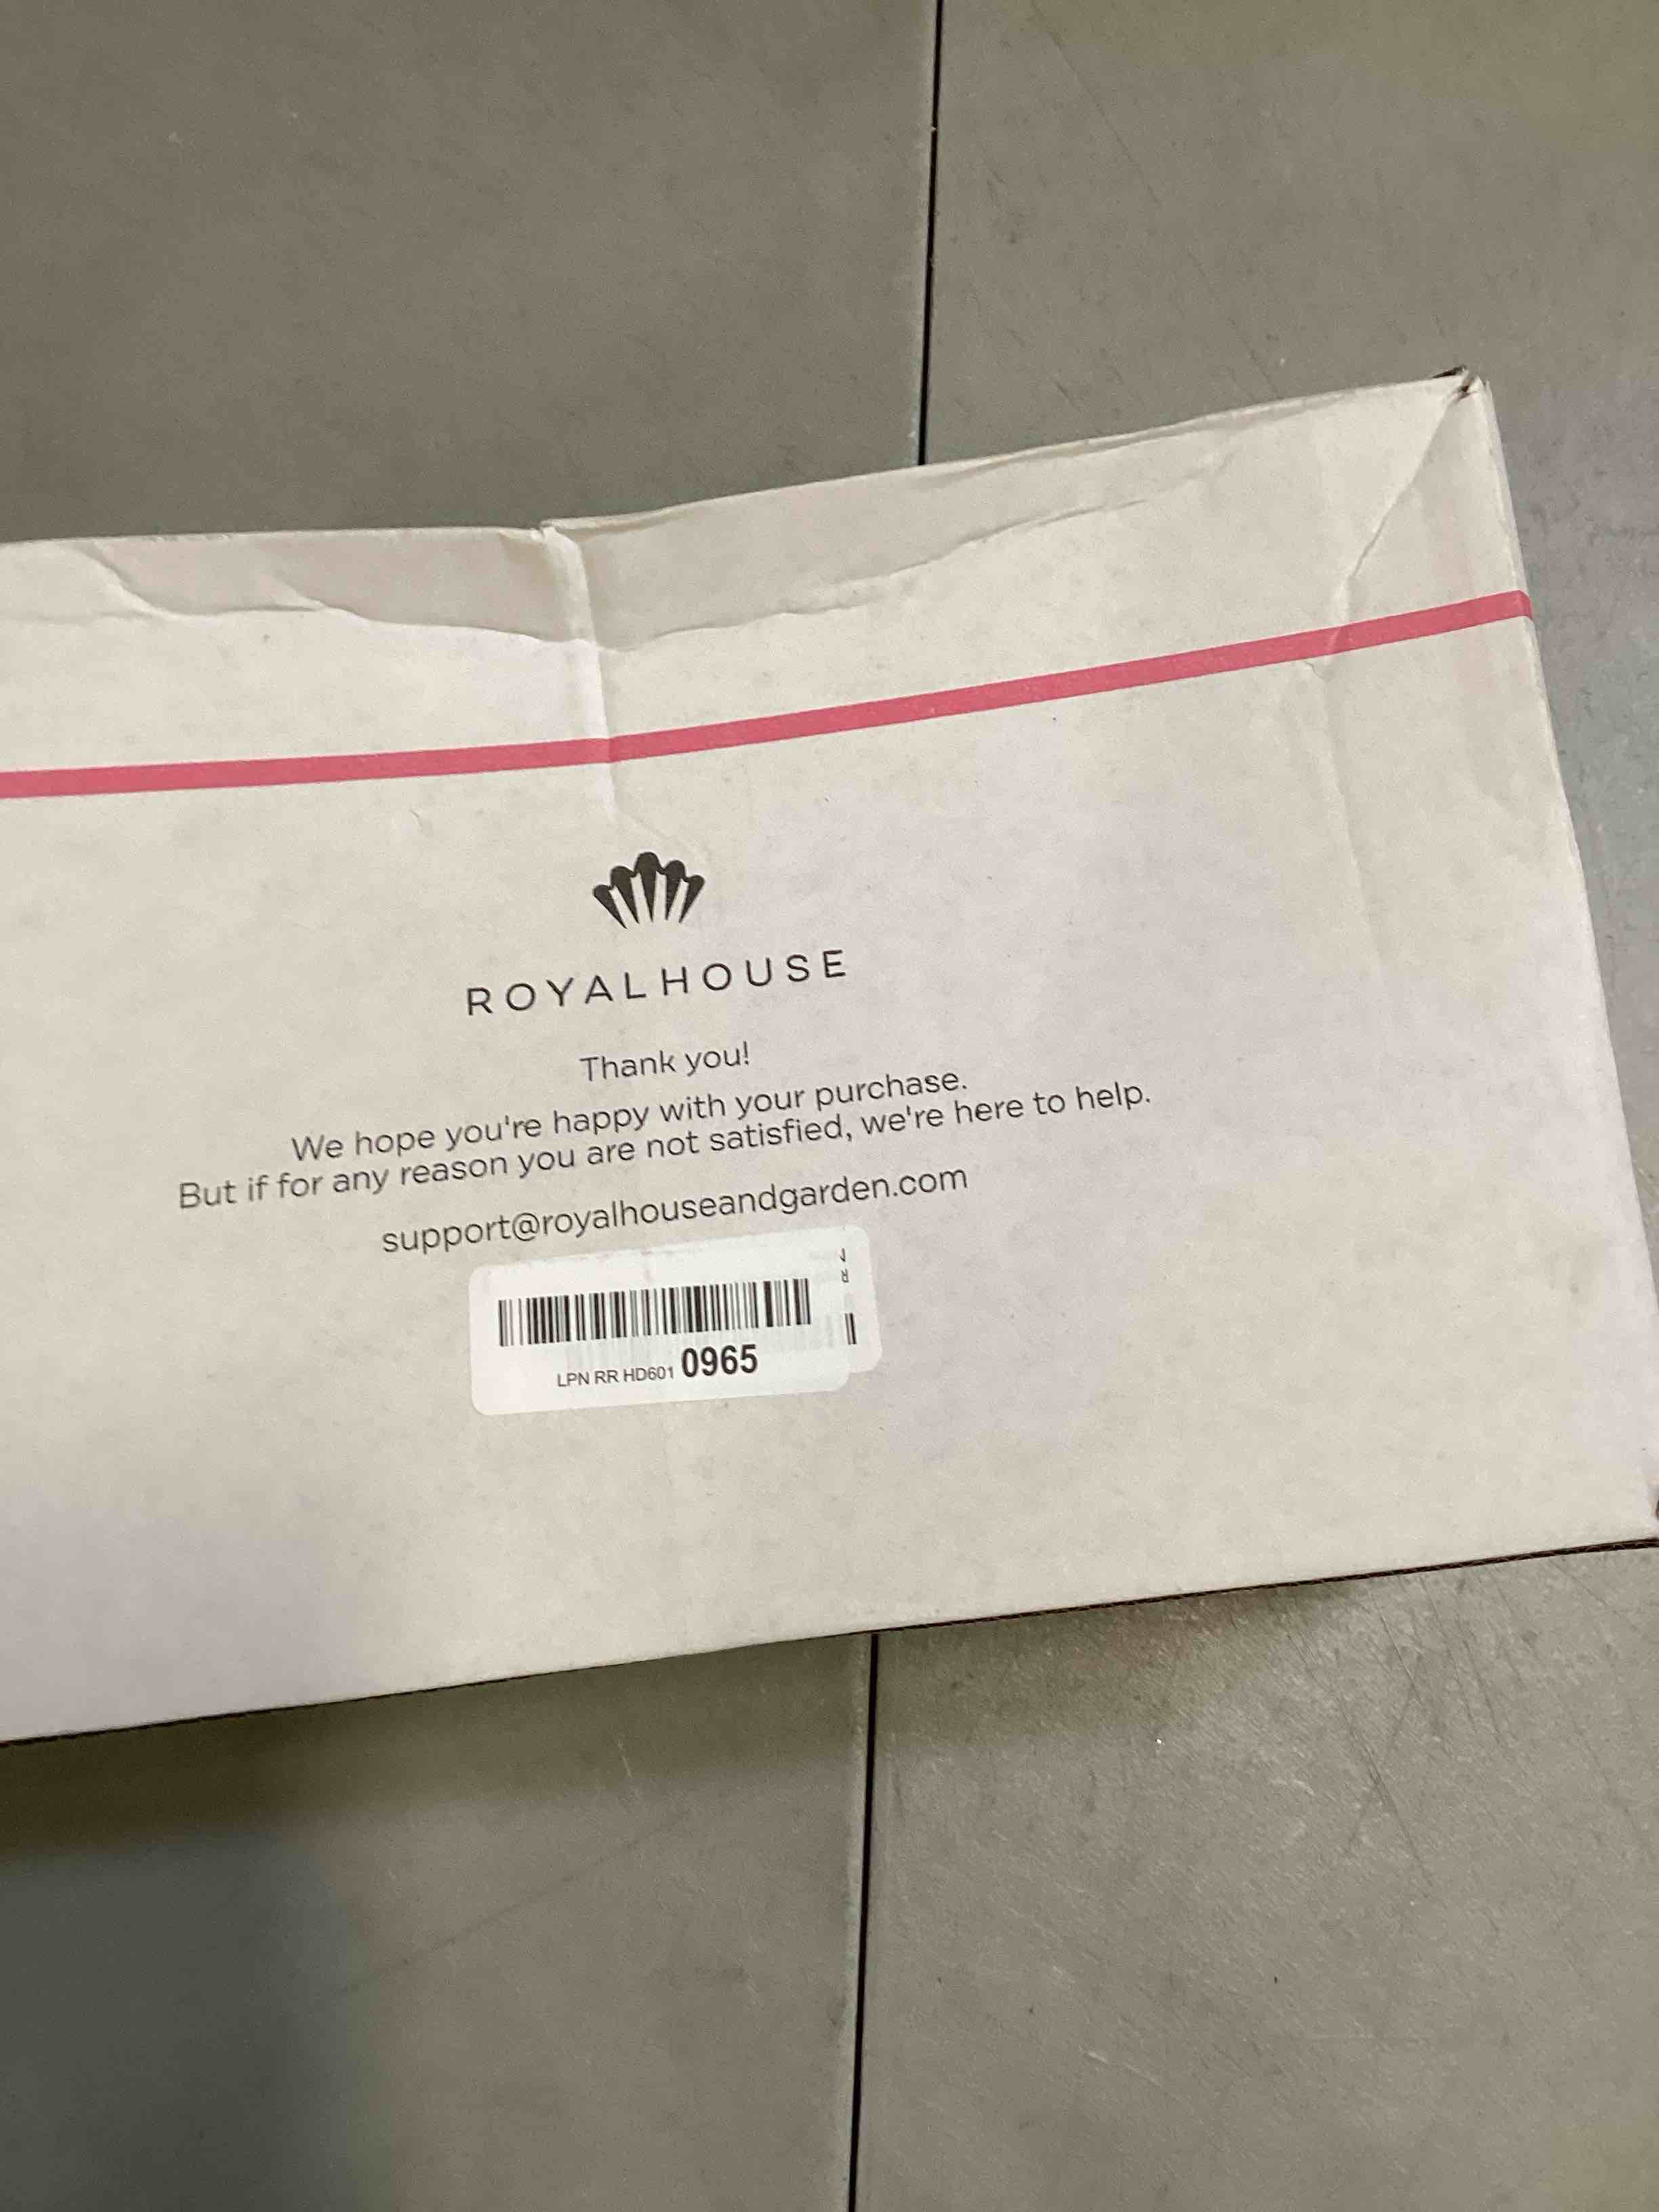 ROYALHOUSE
Thank you!
We hope you're happy with your purchase.
But if for any reason you are not satisfied, we're here to help.
support@royalhouseandgarden.com
LPN RR HD601 0965